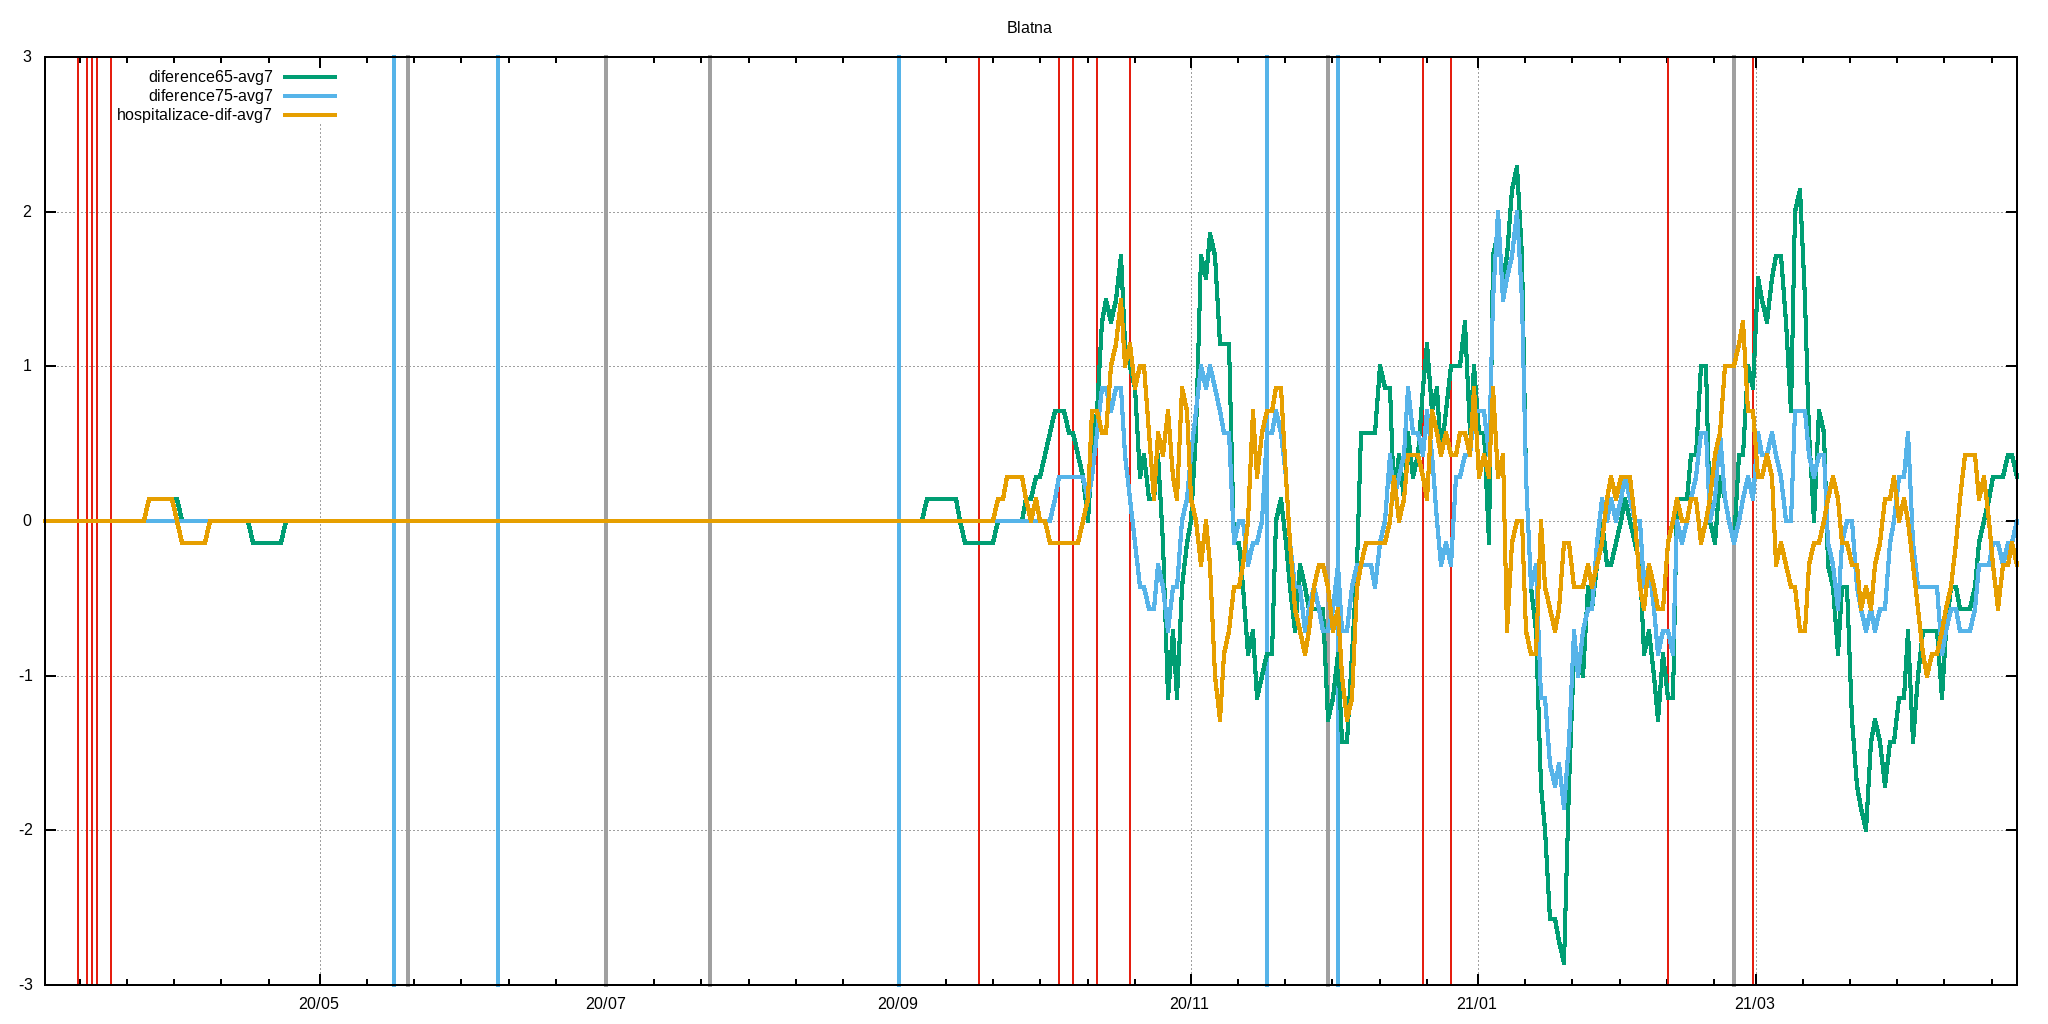 Blatna
3
diference65-avg7
diference75-avg7
hospitalizace-dif-avg7
2
1
0
-1
-2
-3
20/05 20/07 20/09 20/11 21/01 21/03